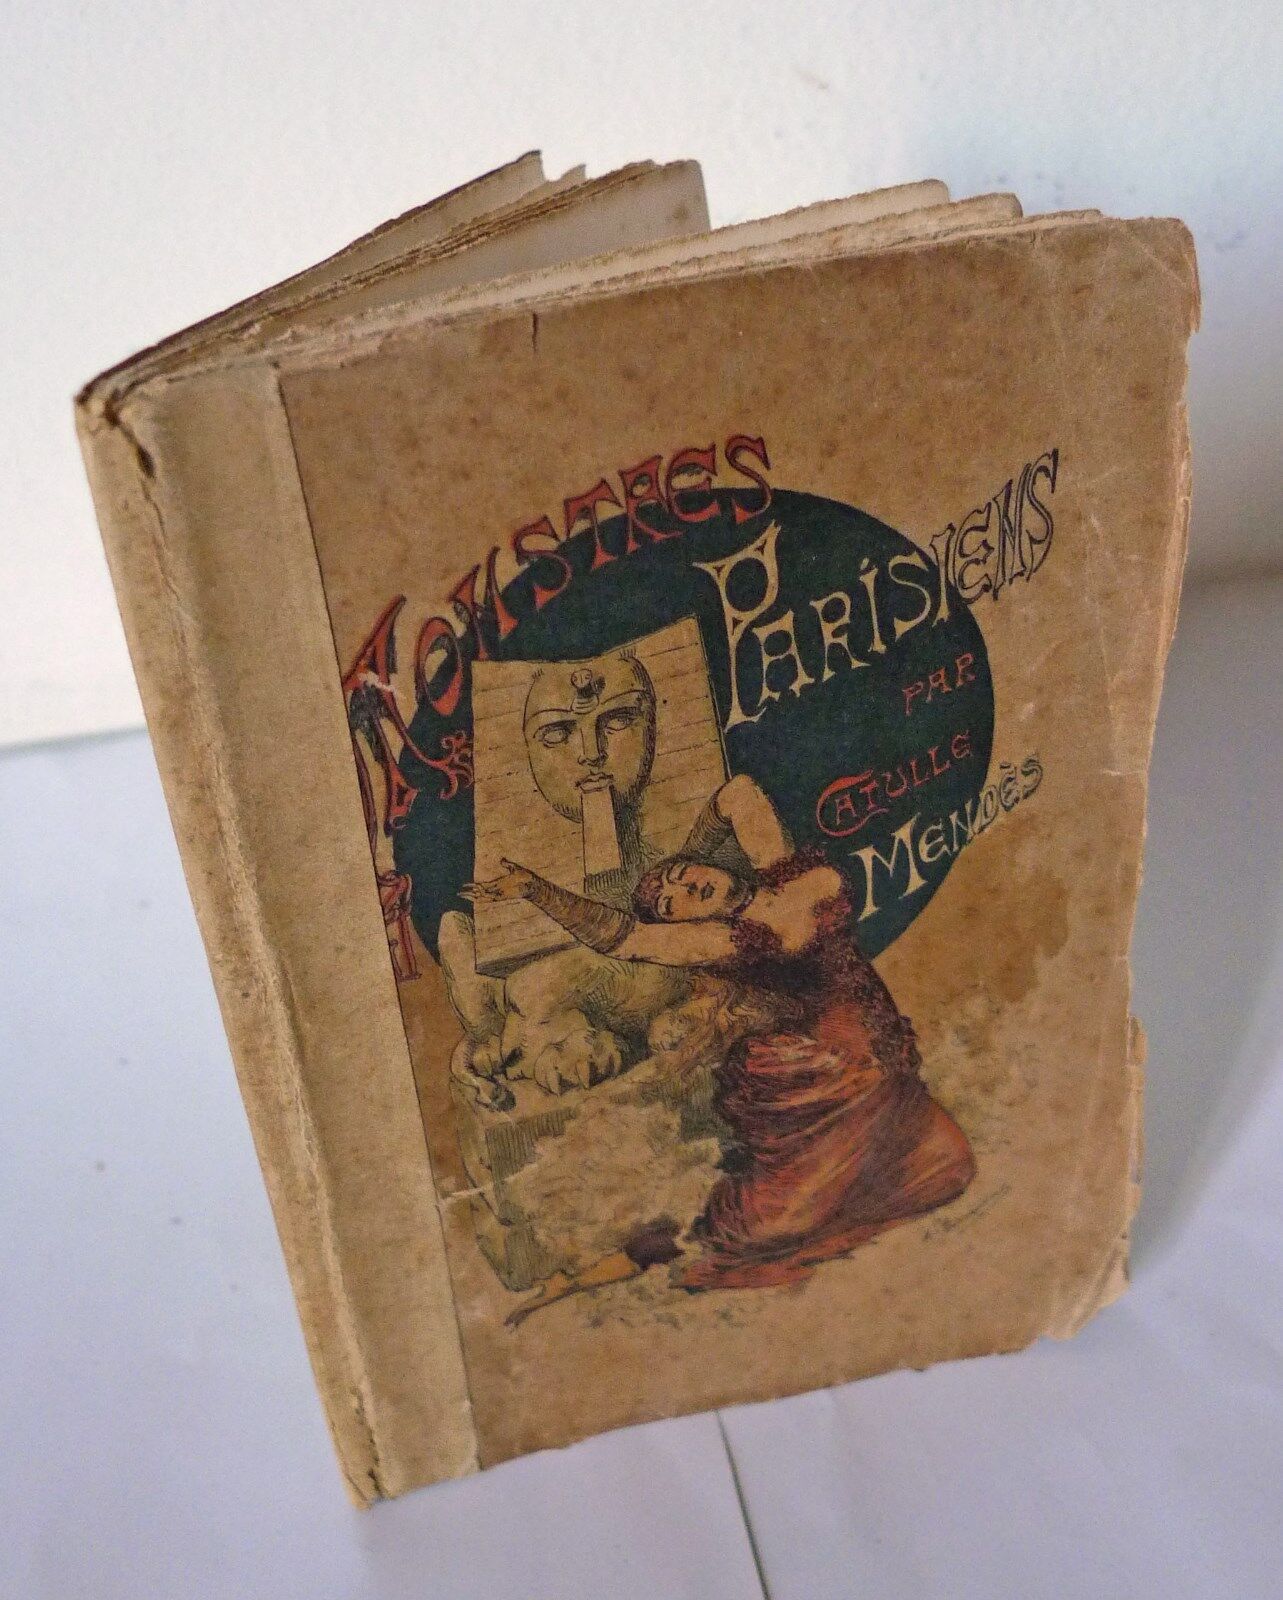 MONSTRES
PARISIENS
PAR
CATULLE
MENDÈS